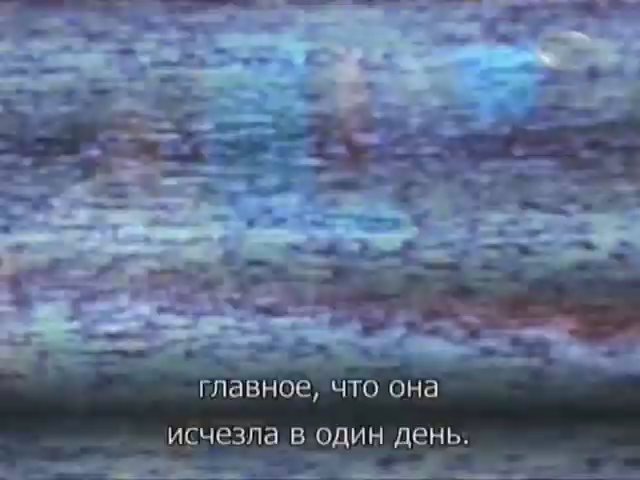 главное, что она
исчезла в один день.